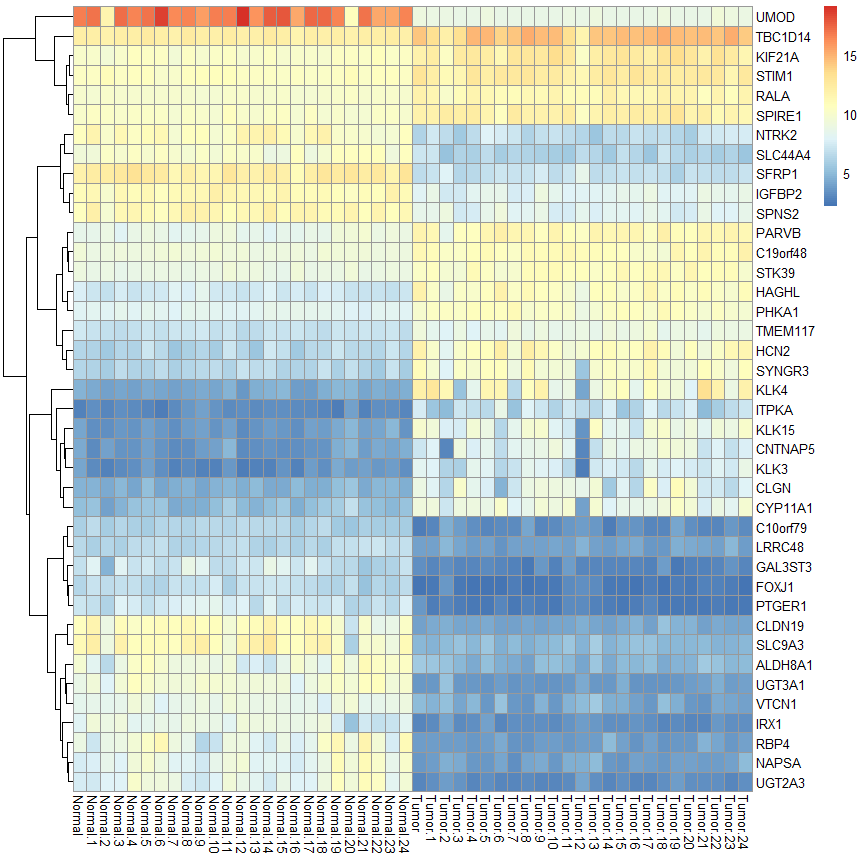 UMOD
TBC1D14
KIF21A
STIM1
RALA
SPIRE1
NTRK2
SLC44A4
SFRP1
IGFBP2
SPNS2
PARVB
C19orf48
STK39
HAGHL
PHKA1
TMEM117
HCN2
SYNGR3
KLK4
ITPKA
KLK15
CNTNAP5
KLK3
CLGN
CYP11A1
C10orf79
LRRC48
GAL3ST3
FOXJ1
PTGER1
CLDN19
SLC9A3
ALDH8A1
UGT3A1
VTCN1
IRX1
RBP4
NAPSA
UGT2A3
15
10
5
Normal
Normal.1
Normal.2
Normal.3
Normal.4
Normal.5
Normal.6
Normal.7
Normal.8
Normal.9
Normal.10
Normal.11
Normal.12
Normal.13
Normal.14
Normal.15
Normal.16
Normal.17
Normal.18
Normal.19
Normal.20
Normal.21
Normal.22
Normal.23
Normal.24
Tumor
Tumor.1
Tumor.2
Tumor.3
Tumor.4
Tumor.5
Tumor.6
Tumor.7
Tumor.8
Tumor.9
Tumor.10
Tumor.11
Tumor.12
Tumor.13
Tumor.14
Tumor.15
Tumor.16
Tumor.17
Tumor.18
Tumor.19
Tumor.20
Tumor.21
Tumor.22
Tumor.23
Tumor.24